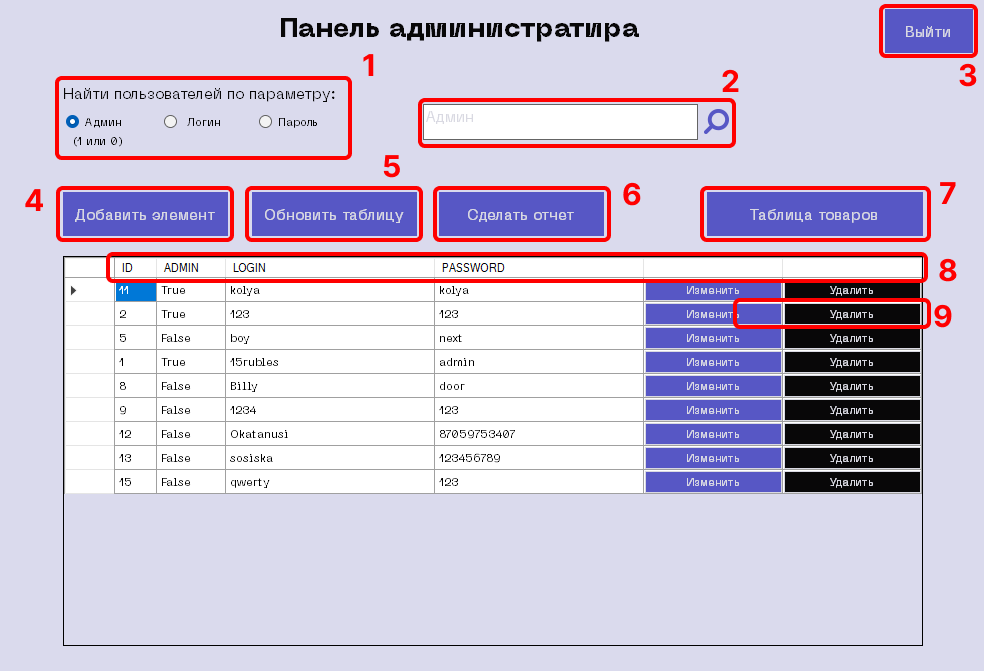 Панель администратира
Выйти
1
2
3
Найти пользователей по параметру:
Админ
Логин
Пароль
(1 или 0)
Админ
4
5
6
7
Добавить элемент
Обновить таблицу
Сделать отчет
Таблица товаров
ID ADMIN LOGIN PASSWORD
8
11 True kolya kolya Изменить Удалить
2 True 123 123 Изменить Удалить
9
5 False boy next Изменить Удалить
1 True 15rubles admin Изменить Удалить
8 False Billy door Изменить Удалить
9 False 1234 123 Изменить Удалить
12 False Okatanusi 87059753407 Изменить Удалить
13 False sosiska 123456789 Изменить Удалить
15 False qwerty 123 Изменить Удалить